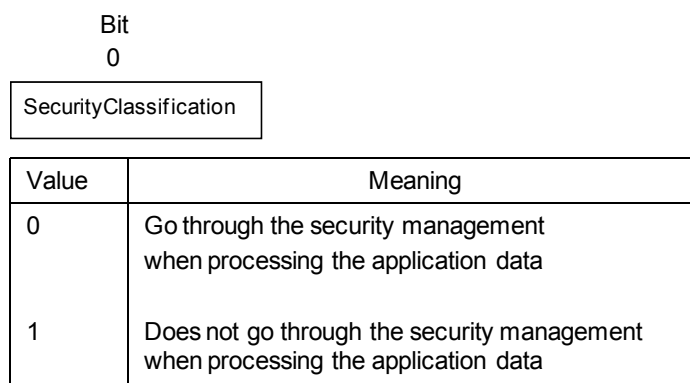 Bit
0
SecurityClassification
Value Meaning
0 Go through the security management
when processing the application data
1 Does not go through the security management
when processing the application data